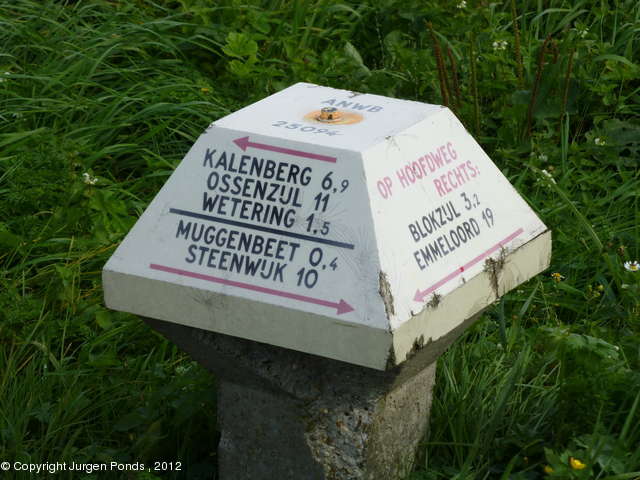 ANWB
25094
KALENBERG 6,9
OSSENZIJL 11
WETERING 1,5
MUGGENBEET 0,4
STEENWIJK 10
OP HOOFDWEG
RECHTS:
BLOKZIJL 3,2
EMMELOORD 19
© Copyright Jurgen Ponds , 2012